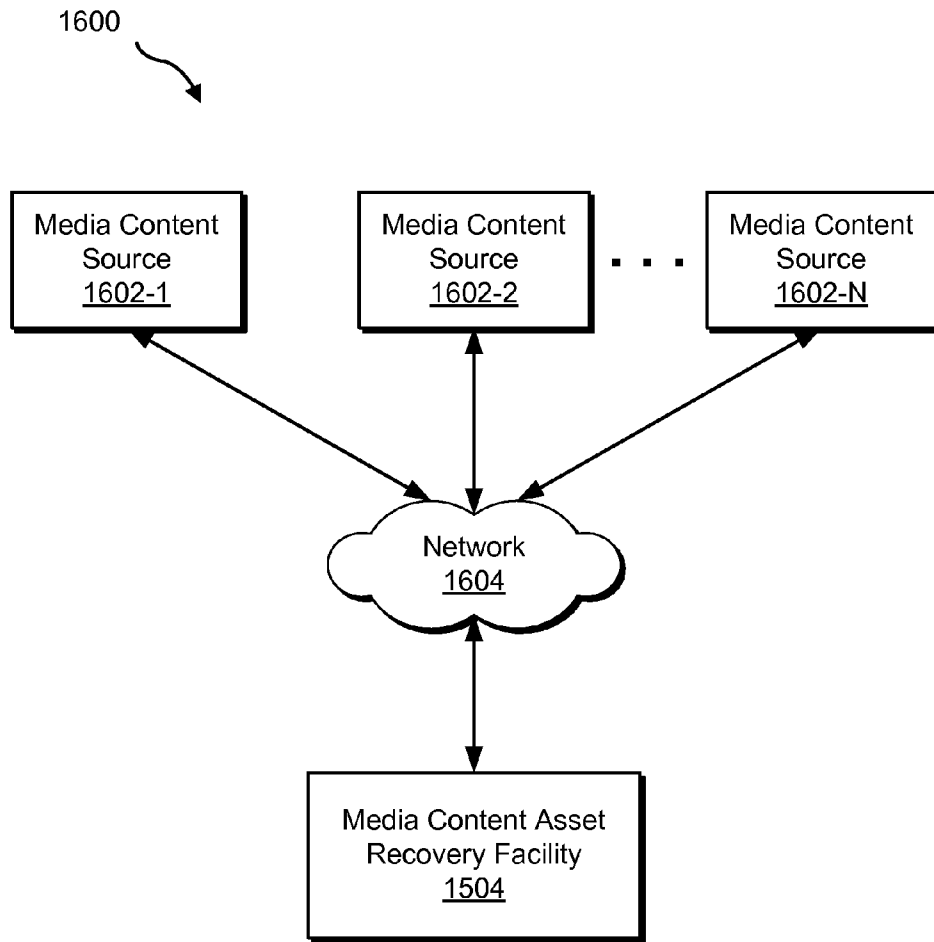 1600
Media Content
Source
1602-1
Media Content
Source
1602-2
Media Content
Source
1602-N
Network
1604
Media Content Asset
Recovery Facility
1504